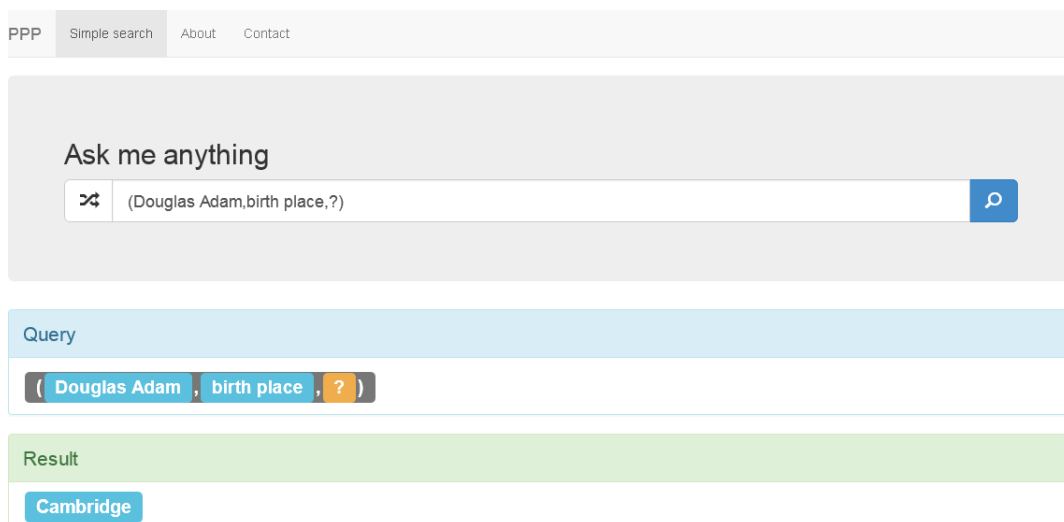 PPP Simple search About Contact
Ask me anything
(Douglas Adam,birth place,?)
Query
( Douglas Adam , birth place , ? )
Result
Cambridge